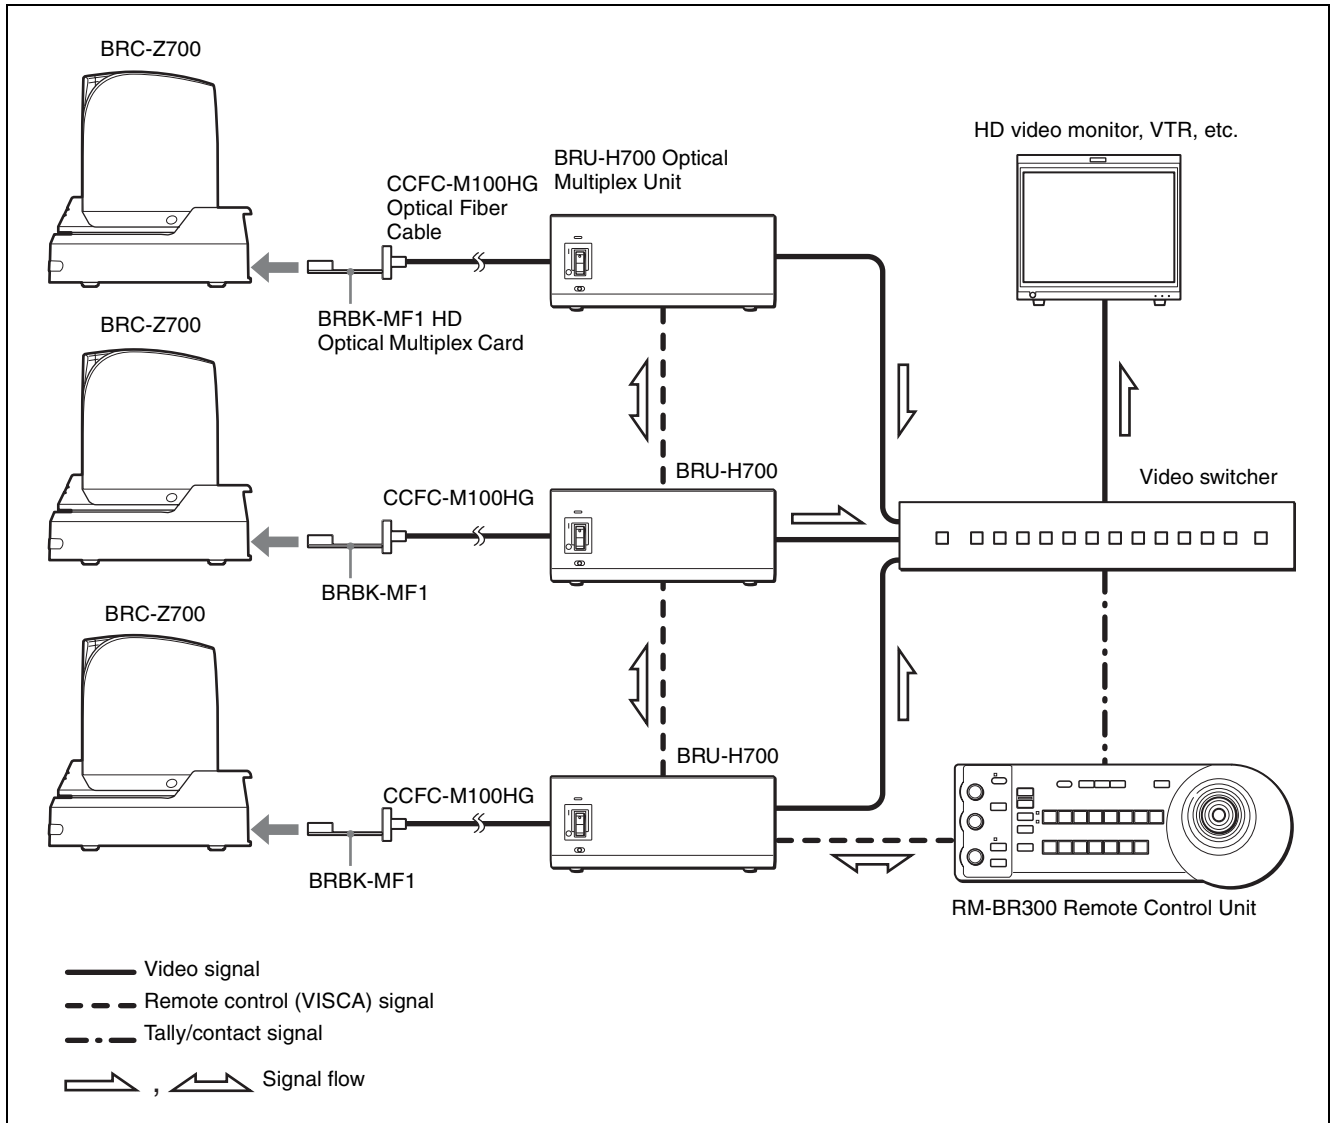 BRC-Z700
HD video monitor, VTR, etc.
BRU-H700 Optical
Multiplex Unit
CCFC-M100HG
Optical Fiber
Cable
BRBK-MF1 HD
Optical Multiplex Card
BRC-Z700
BRU-H700
Video switcher
CCFC-M100HG
BRBK-MF1
BRC-Z700
BRU-H700
CCFC-M100HG
BRBK-MF1
RM-BR300 Remote Control Unit
Video signal
Remote control (VISCA) signal
Tally/contact signal
, Signal flow